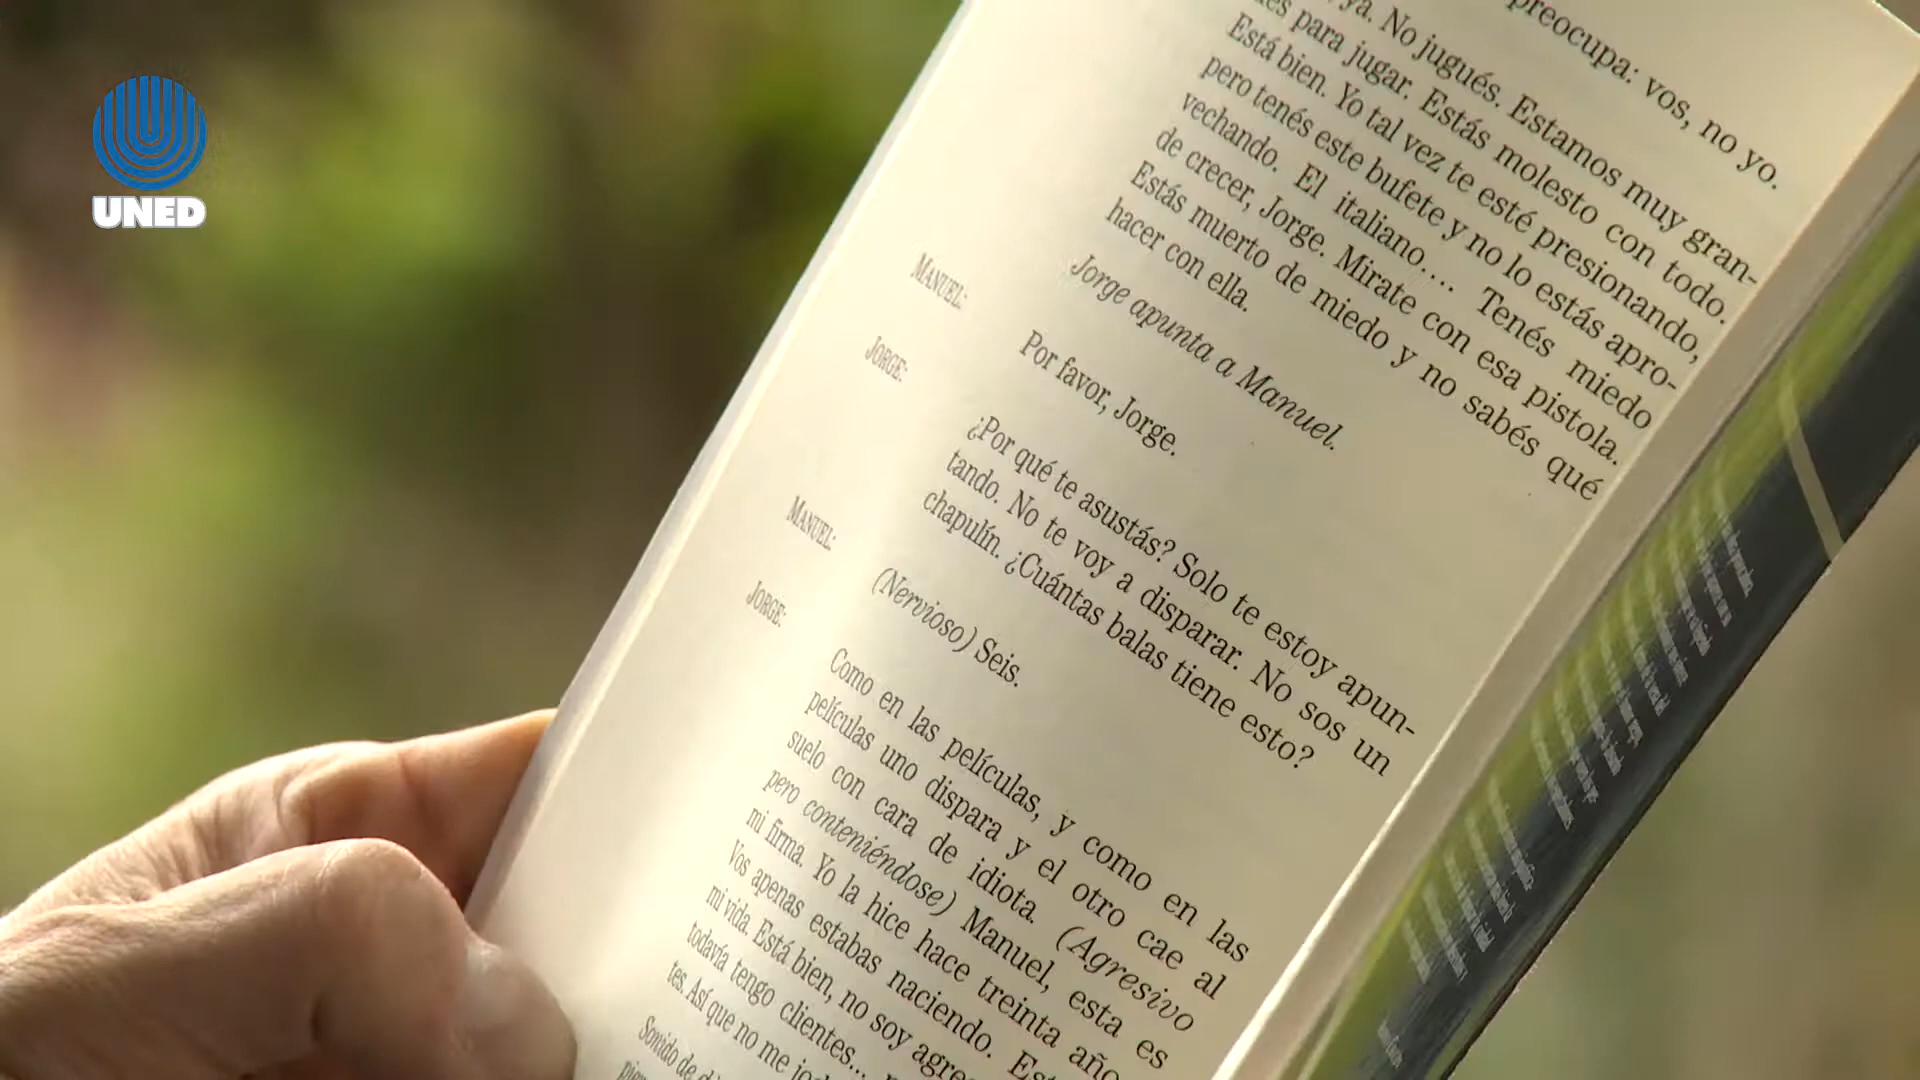 UNED
preocupa: vos, no yo.
ya. No jugués. Estamos muy gran-
des para jugar. Estás molesto con todo.
Está bien. Yo tal vez te esté presionando,
pero tenés este bufete y no lo estás apro-
vechando. El italiano.... Tenés miedo
de crecer, Jorge. Mirate con esa pistola.
Estás muerto de miedo y no sabés qué
hacer con ella.
Jorge apunta a Manuel.
MANUEL: Por favor, Jorge.
JORGE: ¿Por qué te asustás? Solo te estoy apun-
tando. No te voy a disparar. No sos un
chapulín. ¿Cuántas balas tiene esto?
MANUEL: (Nervioso) Seis.
JORGE: Como en las películas, y como en las
películas uno dispara y el otro cae al
suelo con cara de idiota. (Agresivo
pero conteniéndose) Manuel, esta es
mi firma. Yo la hice hace treinta año
Vos apenas estabas naciendo. Est
mi vida. Está bien, no soy agre
todavía tengo clientes...
tes. Así que no me jod
Sonido de